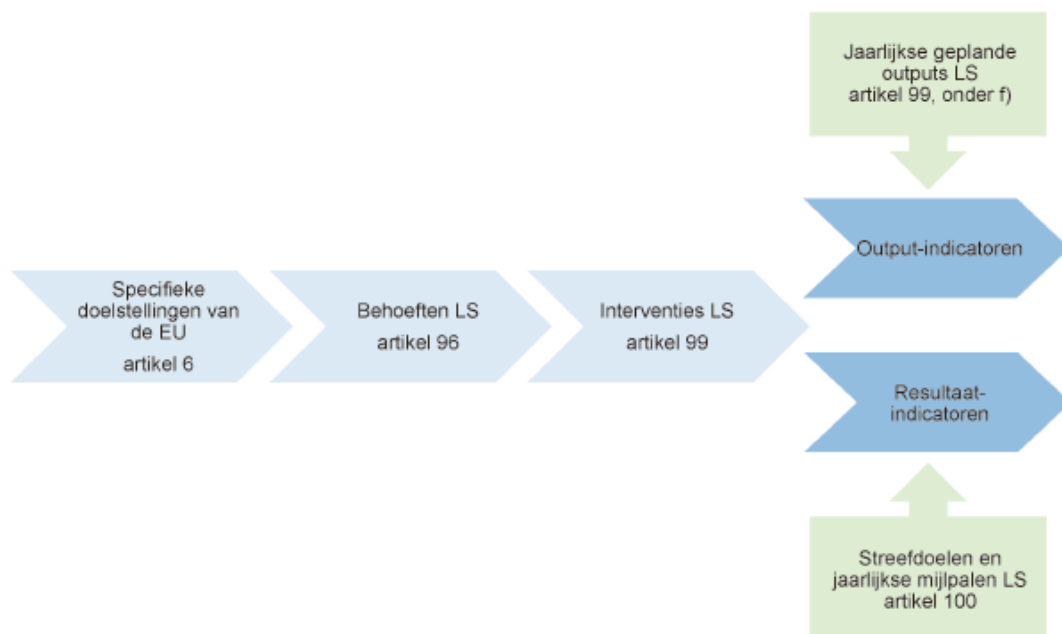 Jaarlijkse geplande
outputs LS
artikel 99, onder f)
Output-indicatoren
Specifieke
doelstellingen van
de EU
artikel 6
Behoeften LS
artikel 96
Interventies LS
artikel 99
Resultaat-
indicatoren
Streefdoelen en
jaarlijkse mijlpalen LS
artikel 100